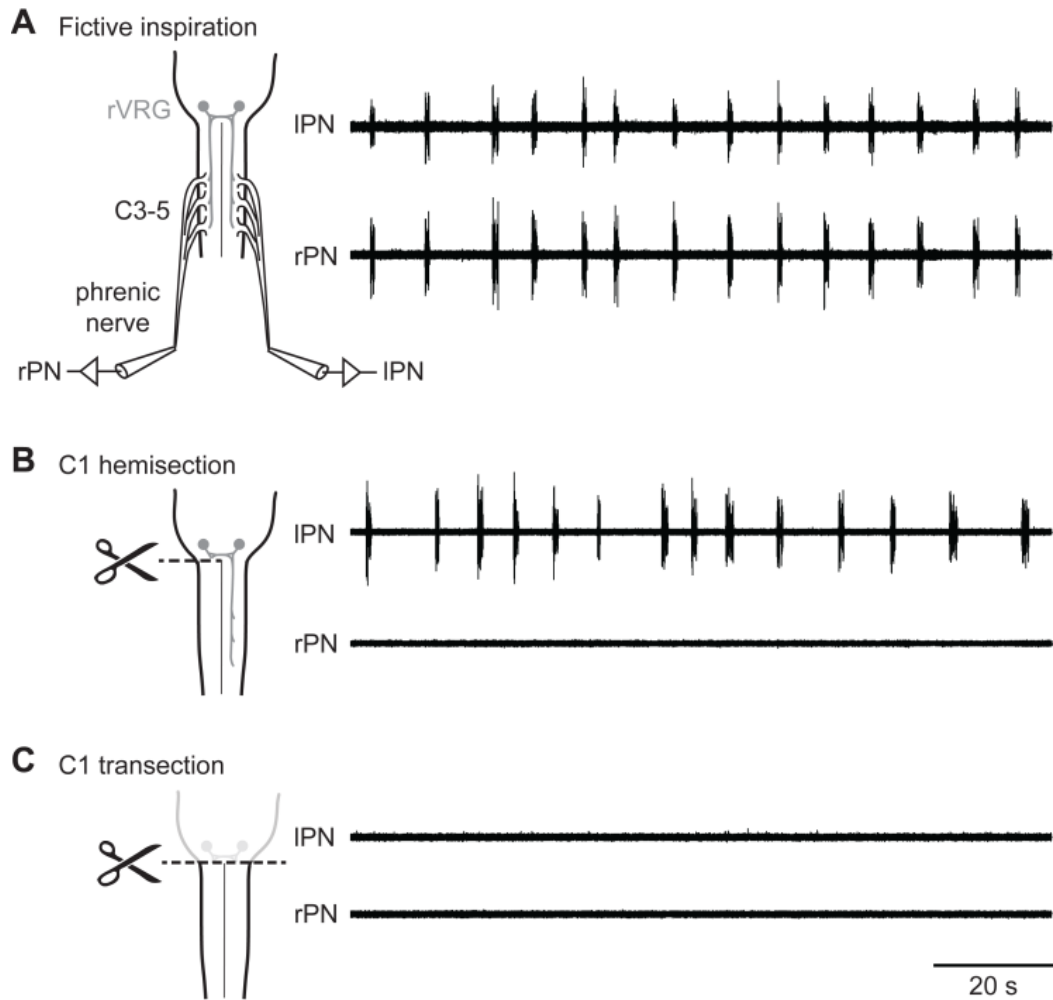 A Fictive inspiration
rVRG
C3-5
phrenic
nerve
rPN
lPN
lPN
rPN
B C1 hemisection
lPN
rPN
C C1 transection
lPN
rPN
20 s